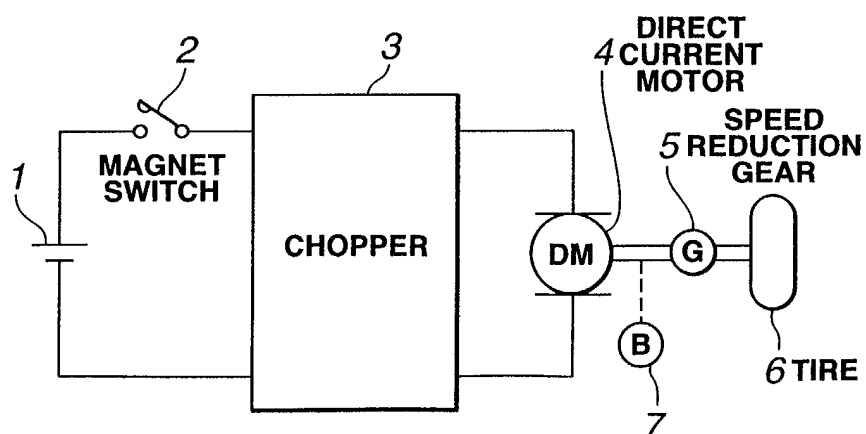 1
2
MAGNET
SWITCH
3
CHOPPER
4 DIRECT
CURRENT
MOTOR
DM
5 SPEED
REDUCTION
GEAR
G
B
7
6 TIRE